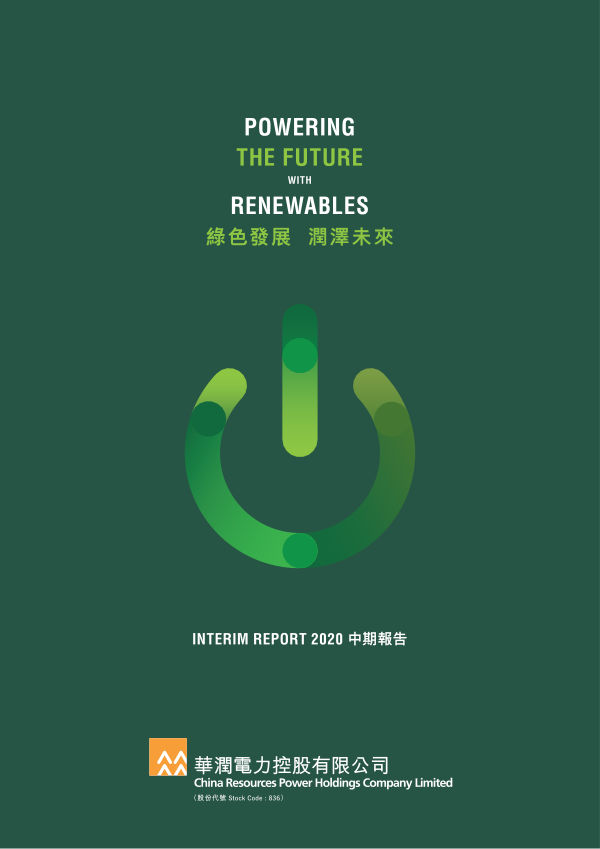 POWERING
THE FUTURE
WITH
RENEWABLES
綠色發展 潤澤未來
INTERIM REPORT 2020 中期報告
華潤電力控股有限公司
China Resources Power Holdings Company Limited
(股份代號 Stock Code : 836)